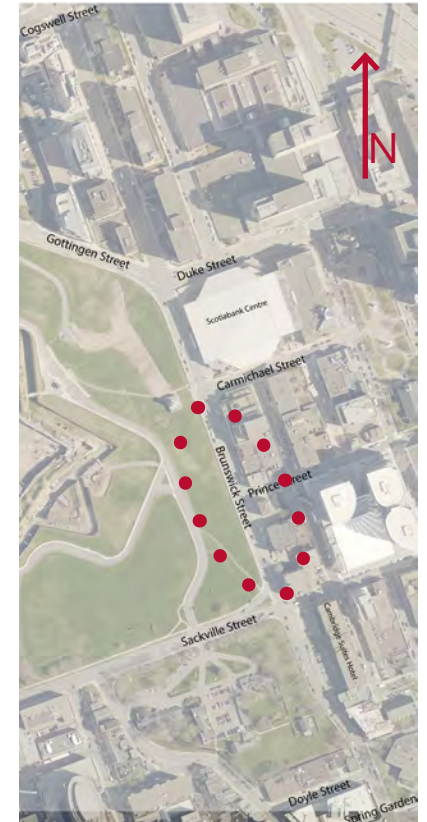 Cogswell Street
N
Gottingen Street
Duke Street
Scotiabank Centre
Carmichael Street
Brunswick Street
Prince Street
Sackville Street
Cambridge Suites Hotel
Doyle Street
Spring Garden